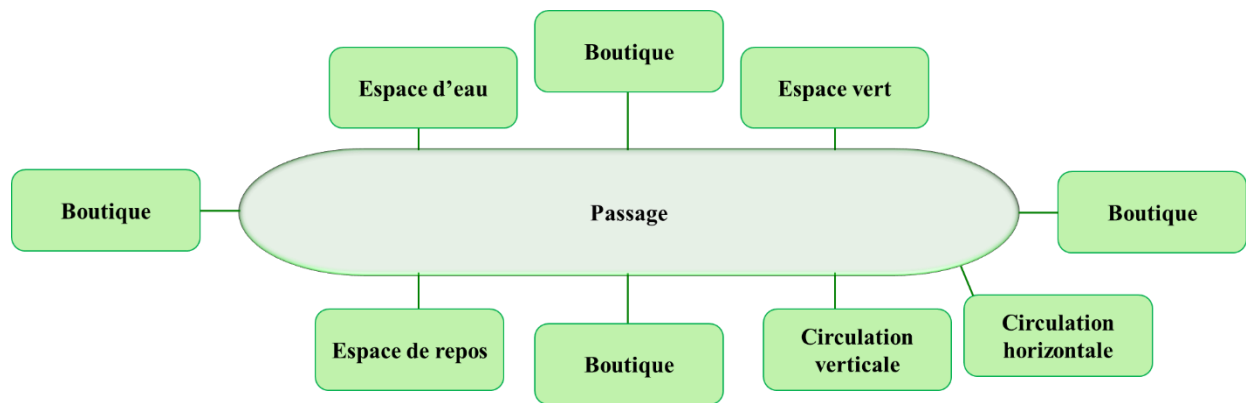 Boutique
Espace d’eau
Espace vert
Boutique
Passage
Boutique
Espace de repos
Boutique
Circulation
verticale
Circulation
horizontale